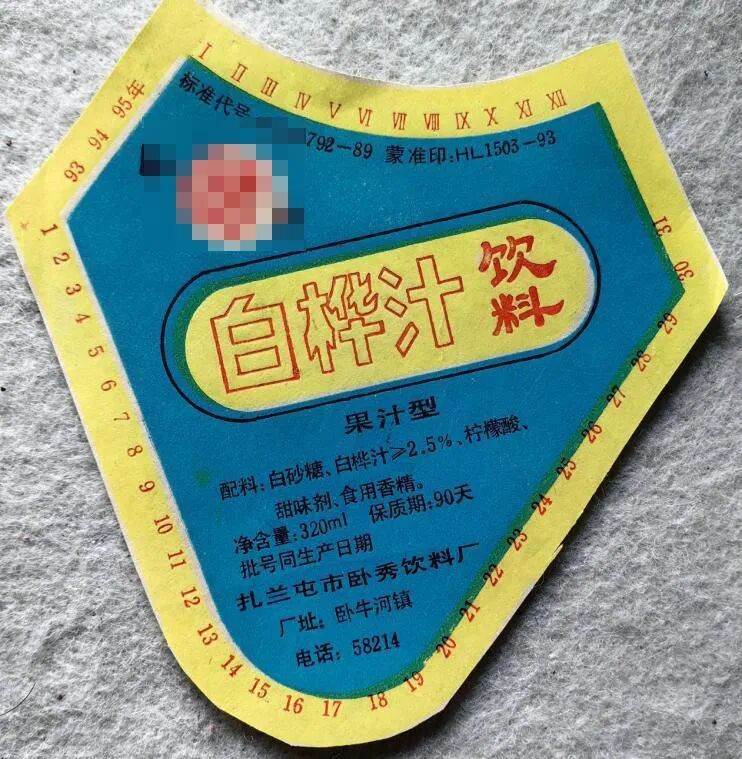 93 94 95年
I II III IV V VI VII VIII IX X XI XII
标准代号 792-89 蒙准印:HL1503-93
白桦汁饮料
果汁型
配料:白砂糖、白桦汁≥2.5%、柠檬酸、
甜味剂、食用香精。
净含量:320ml 保质期:90天
批号同生产日期
扎兰屯市卧秀饮料厂
厂址:卧牛河镇
电话:58214
1 2 3 4 5 6 7 8 9 10 11 12 13 14 15 16 17 18 19 20 21 22 23 24 25 26 27 28 29 30 31